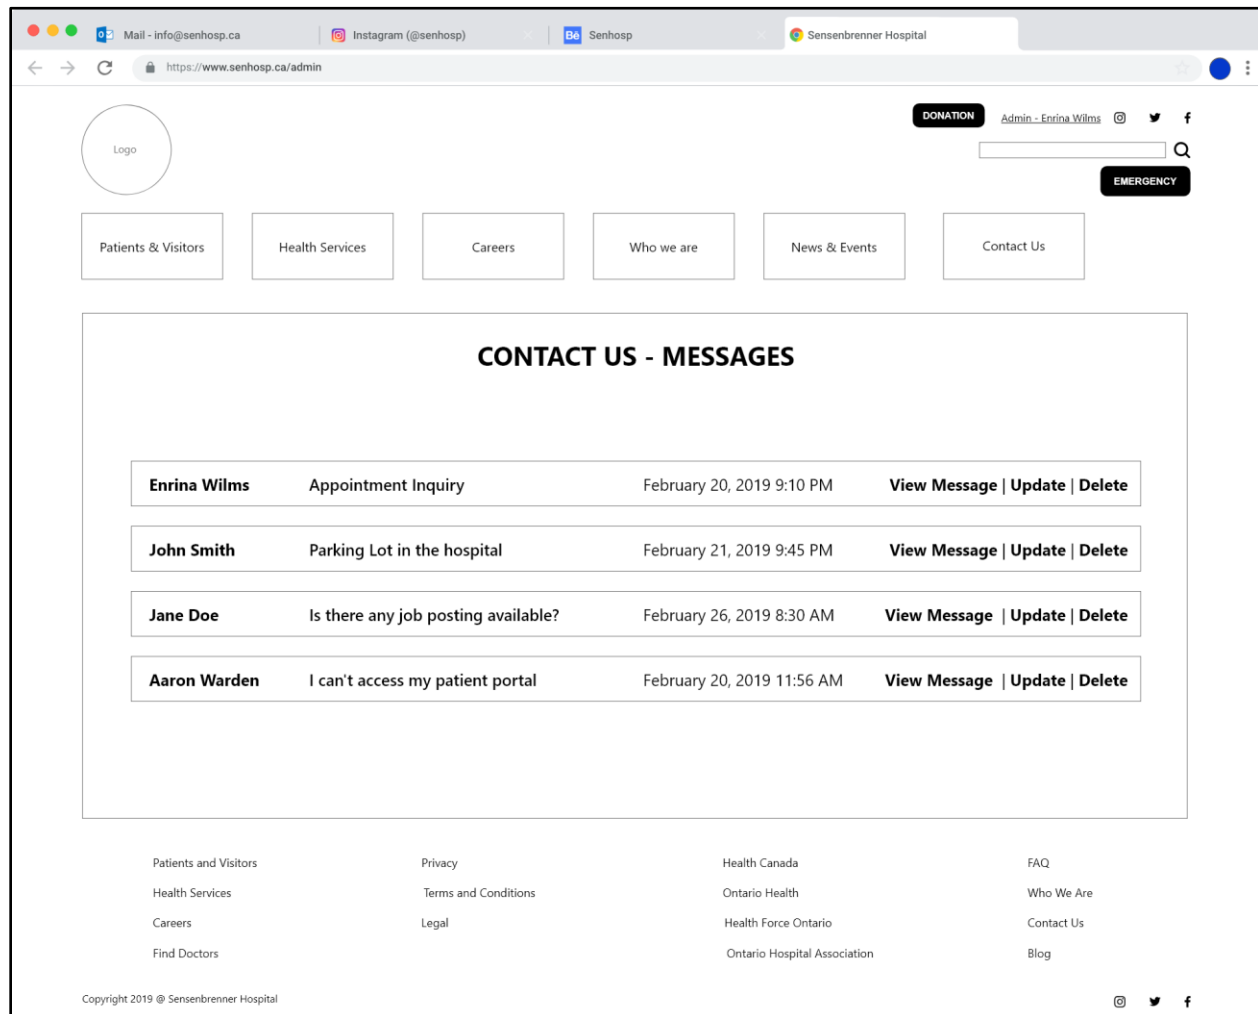 Mail - info@senhosp.ca Instagram (@senhosp) Bē Senhosp Sensenbrenner Hospital
https://www.senhosp.ca/admin
DONATION Admin - Enrina Wilms
Logo
EMERGENCY
Patients & Visitors Health Services Careers Who we are News & Events Contact Us
CONTACT US - MESSAGES
Enrina Wilms Appointment Inquiry February 20, 2019 9:10 PM View Message | Update | Delete
John Smith Parking Lot in the hospital February 21, 2019 9:45 PM View Message | Update | Delete
Jane Doe Is there any job posting available? February 26, 2019 8:30 AM View Message | Update | Delete
Aaron Warden I can't access my patient portal February 20, 2019 11:56 AM View Message | Update | Delete
Patients and Visitors Privacy Health Canada FAQ
Health Services Terms and Conditions Ontario Health Who We Are
Careers Legal Health Force Ontario Contact Us
Find Doctors Ontario Hospital Association Blog
Copyright 2019 @ Sensenbrenner Hospital